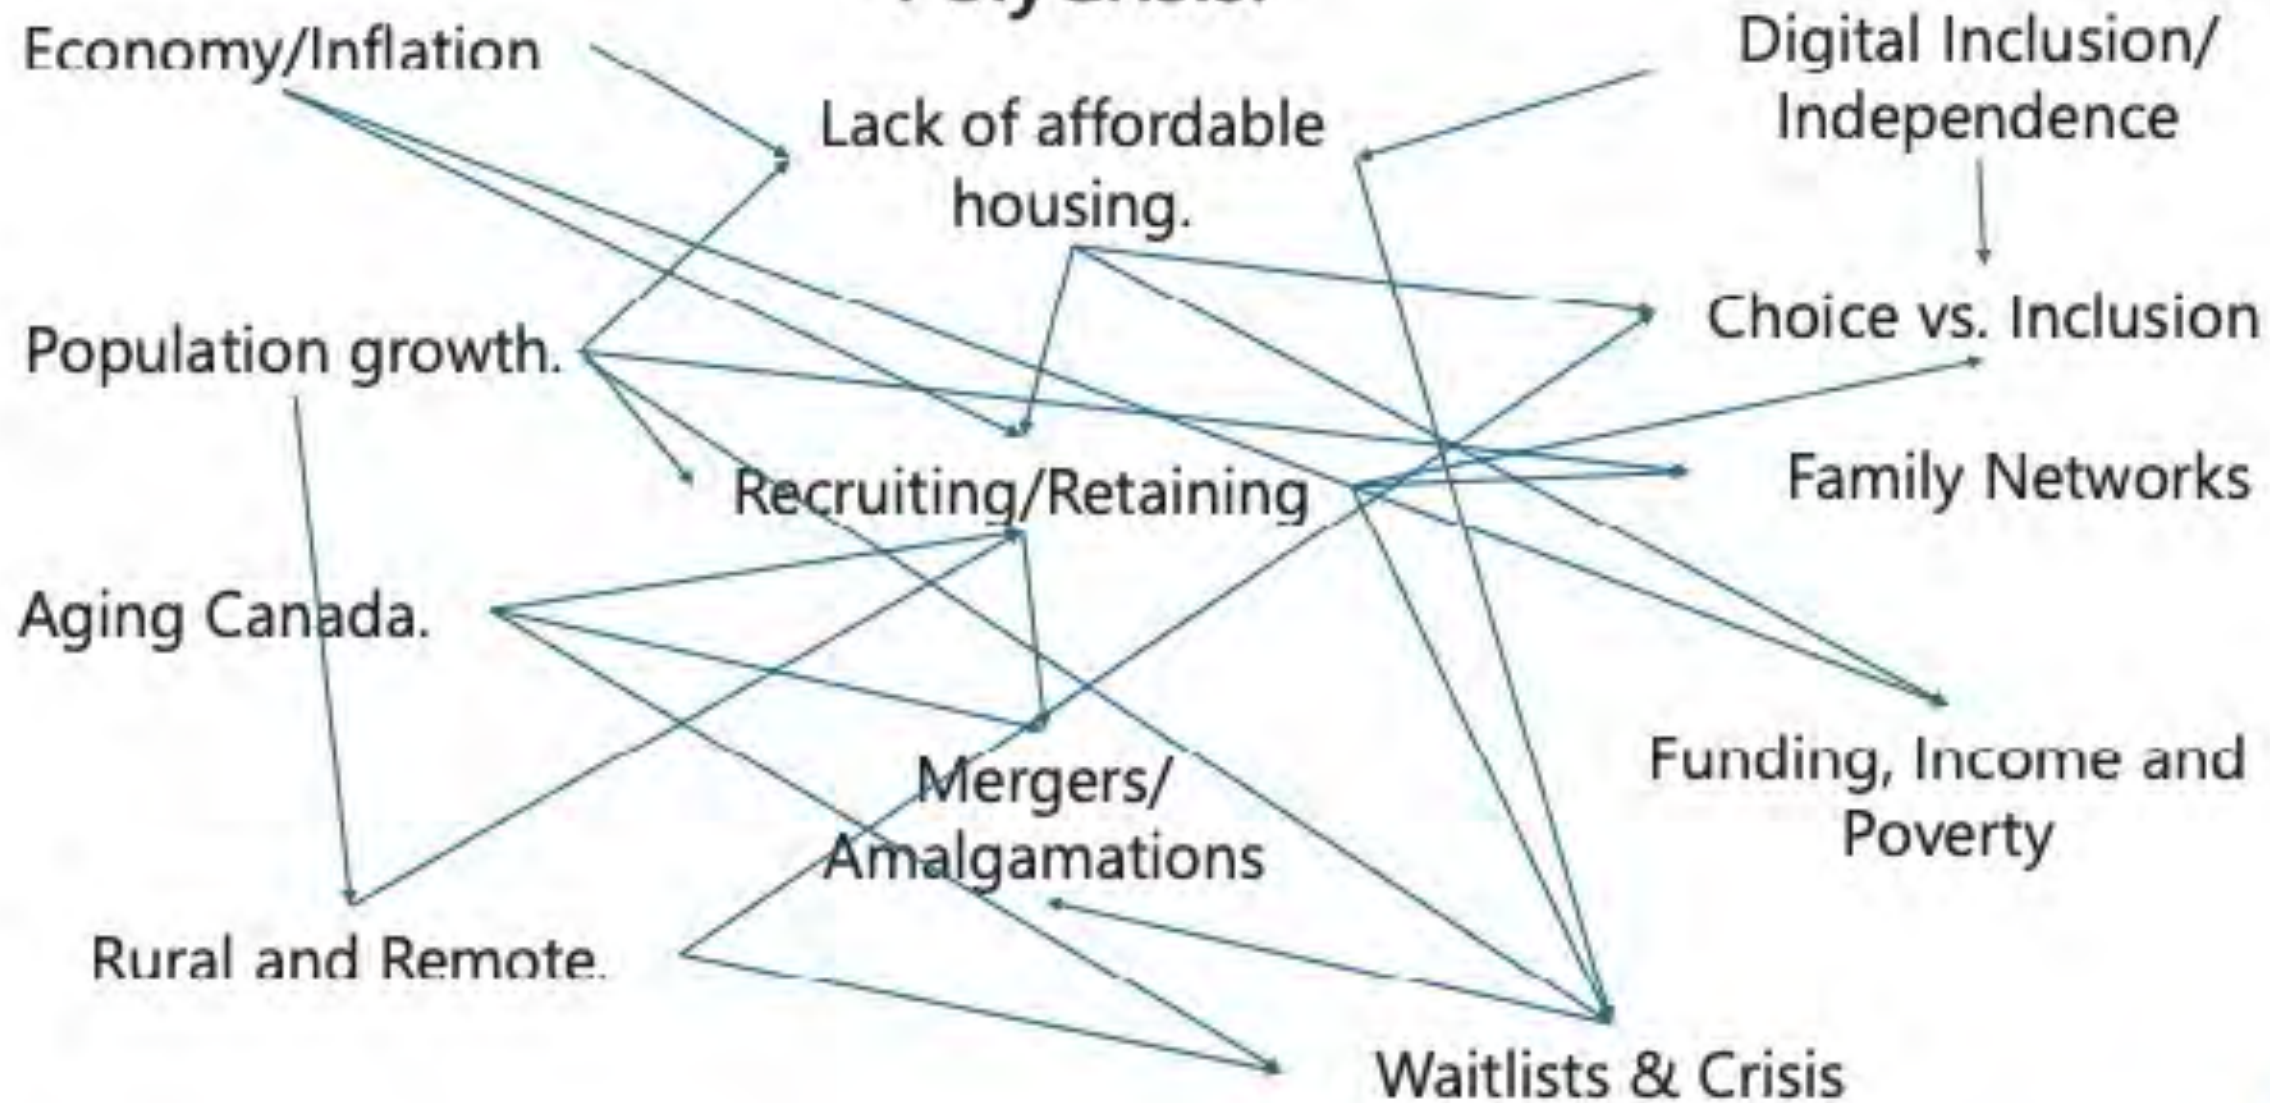 Economy/Inflation
Digital Inclusion/
Independence
Lack of affordable
housing.
Population growth.
Choice vs. Inclusion
Recruiting/Retaining
Family Networks
Aging Canada.
Mergers/
Amalgamations
Funding, Income and
Poverty
Rural and Remote.
Waitlists & Crisis